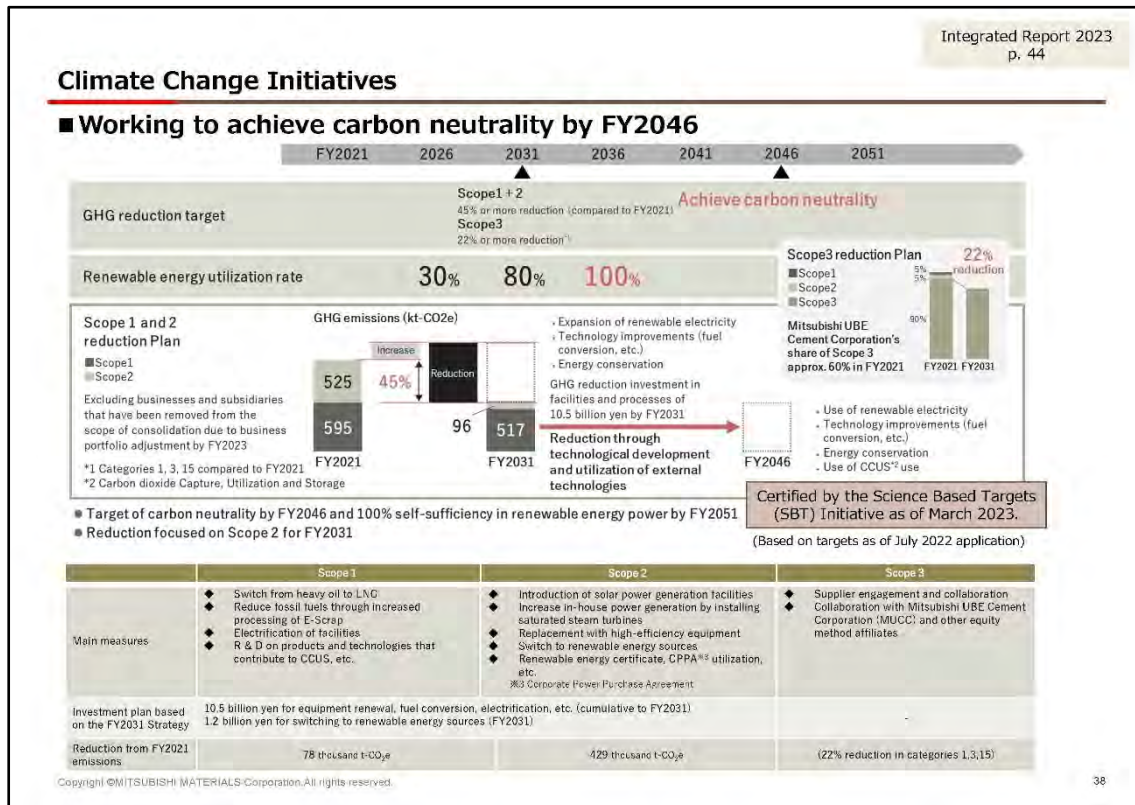 Integrated Report 2023
p. 44
Climate Change Initiatives
■ Working to achieve carbon neutrality by FY2046
FY2021 2026 2031 2036 2041 2046 2051
GHG reduction target
Scope1 + 2
45% or more reduction (compared to FY2021)
Scope3
22% or more reduction*1
Achieve carbon neutrality
Renewable energy utilization rate
30% 80% 100%
Scope3 reduction Plan
■Scope1
■Scope2
■Scope3
Mitsubishi UBE
Cement Corporation's
share of Scope 3
approx. 60% in FY2021
22%
reduction
5%
5%
90%
FY2021 FY2031
Scope 1 and 2
reduction Plan
■Scope1
■Scope2
Excluding businesses and subsidiaries
that have been removed from the
scope of consolidation due to business
portfolio adjustment by FY2023
*1 Categories 1, 3, 15 compared to FY2021
*2 Carbon dioxide Capture, Utilization and Storage
GHG emissions (kt-CO2e)
525
595
FY2021
Increase
45%
Reduction
96
517
FY2031
• Expansion of renewable electricity
• Technology improvements (fuel
conversion, etc.)
• Energy conservation
GHG reduction investment in
facilities and processes of
10.5 billion yen by FY2031
Reduction through
technological development
and utilization of external
technologies
FY2046
• Use of renewable electricity
• Technology improvements (fuel
conversion, etc.)
• Energy conservation
• Use of CCUS*2 use
● Target of carbon neutrality by FY2046 and 100% self-sufficiency in renewable energy power by FY2051
● Reduction focused on Scope 2 for FY2031
Certified by the Science Based Targets
(SBT) Initiative as of March 2023.
(Based on targets as of July 2022 application)
Scope 1 Scope 2 Scope 3
Main measures
◆ Switch from heavy oil to LNG
◆ Reduce fossil fuels through increased
processing of E-Scrap
◆ Electrification of facilities
◆ R & D on products and technologies that
contribute to CCUS, etc.
◆ Introduction of solar power generation facilities
◆ Increase in-house power generation by installing
saturated steam turbines
◆ Replacement with high-efficiency equipment
◆ Switch to renewable energy sources
◆ Renewable energy certificate, CPPA※3 utilization,
etc.
※3 Corporate Power Purchase Agreement
◆ Supplier engagement and collaboration
◆ Collaboration with Mitsubishi UBE Cement
Corporation (MUCC) and other equity
method affiliates
Investment plan based
on the FY2031 Strategy
10.5 billion yen for equipment renewal, fuel conversion, electrification, etc. (cumulative to FY2031)
1.2 billion yen for switching to renewable energy sources (FY2031)
-
Reduction from FY2021
emissions
78 thousand t-CO₂e
429 thousand t-CO₂e
(22% reduction in categories 1,3,15)
Copyright ©MITSUBISHI MATERIALS Corporation.All rights reserved.
38